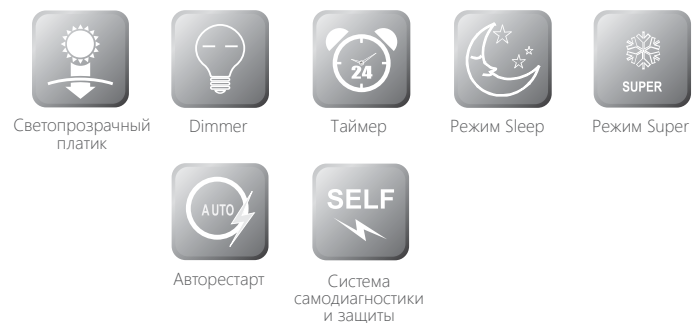 24
SUPER
Светопрозрачный
платик
Dimmer
Таймер
Режим Sleep
Режим Super
AUTO
SELF
Авторестарт
Система
самодиагностики
и защиты